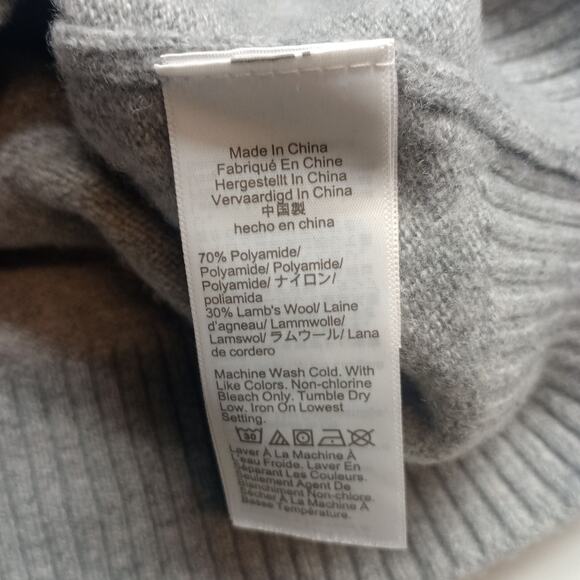 Made In China
Fabriqué En Chine
Hergestellt In China
Vervaardigd In China
中国製
hecho en china
70% Polyamide/
Polyamide/ Polyamide/
Polyamide/ ナイロン/
poliamida
30% Lamb's Wool/ Laine
d'agneau/ Lammwolle/
Lamswol/ ラムウール/ Lana
de cordero
Machine Wash Cold. With
Like Colors. Non-chlorine
Bleach Only. Tumble Dry
Low. Iron On Lowest
Setting.
30
Laver À La Machine À
L'eau Froide. Laver En
Séparant Les Couleurs.
Seulement Agent De
Blanchiment Non-chlore.
Sécher À La Machine À
Basse Température.